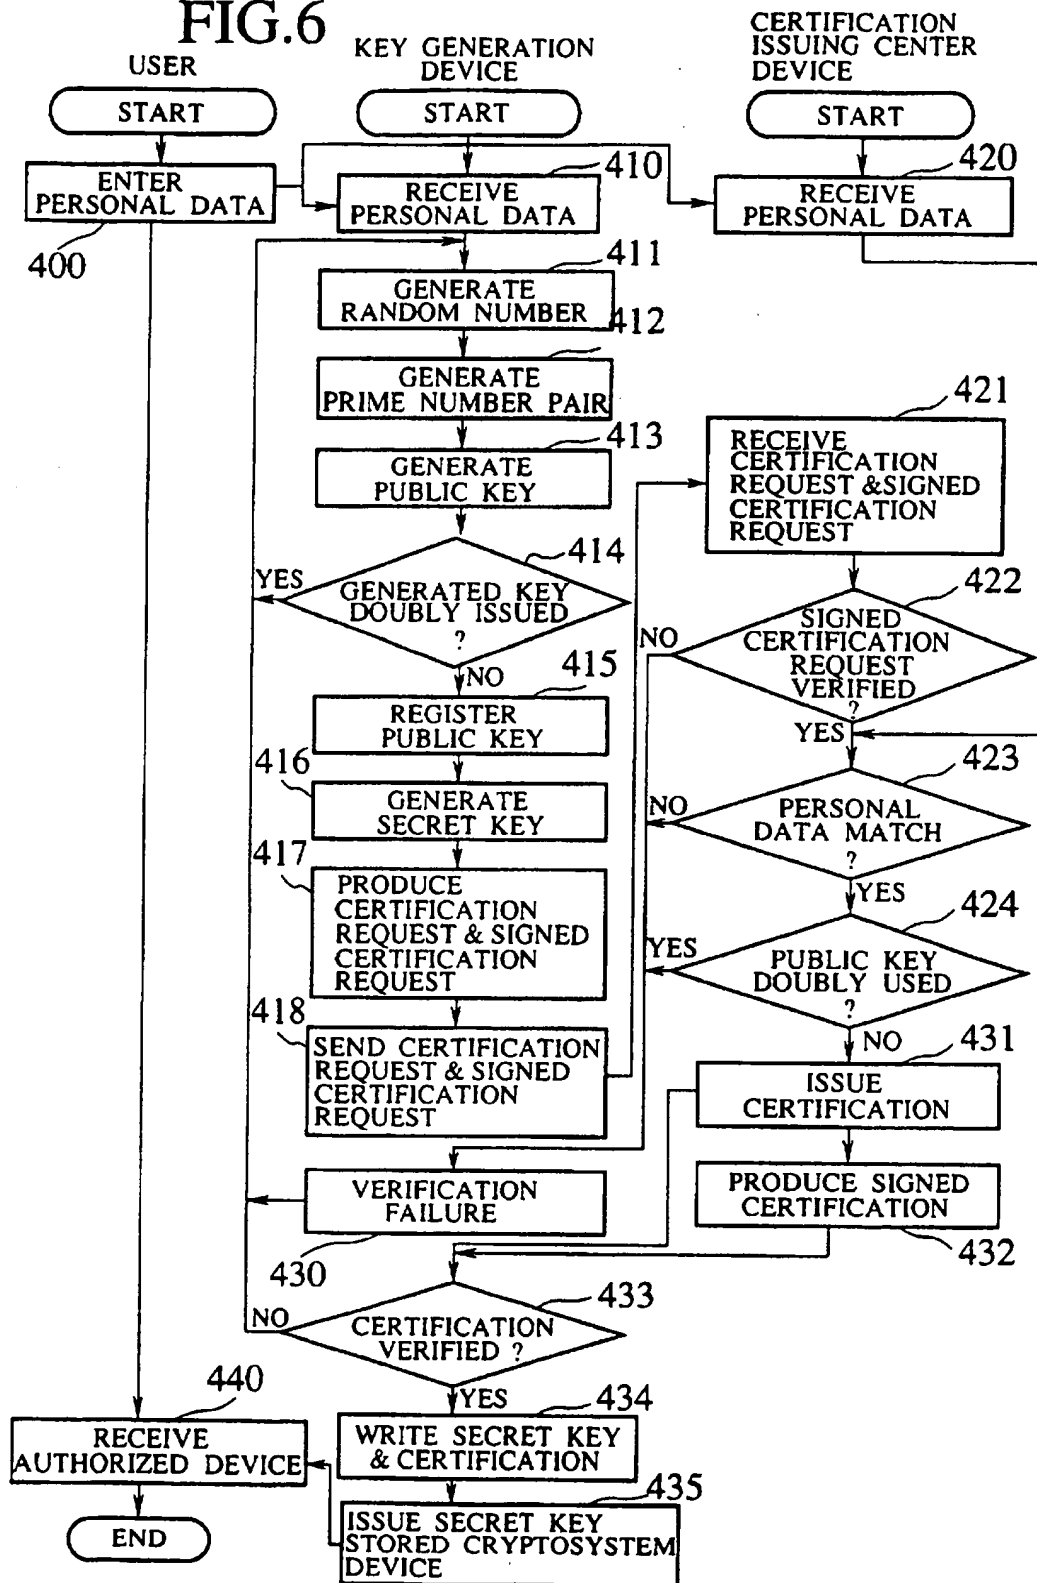 FIG.6
USER
KEY GENERATION
DEVICE
CERTIFICATION
ISSUING CENTER
DEVICE
START
START
START
ENTER
PERSONAL DATA
400
410
RECEIVE
PERSONAL DATA
420
RECEIVE
PERSONAL DATA
411
GENERATE
RANDOM NUMBER
412
GENERATE
PRIME NUMBER PAIR
413
GENERATE
PUBLIC KEY
421
RECEIVE
CERTIFICATION
REQUEST &SIGNED
CERTIFICATION
REQUEST
414
YES
GENERATED KEY
DOUBLY ISSUED
?
NO
422
NO
SIGNED
CERTIFICATION
REQUEST
VERIFIED
?
YES
415
REGISTER
PUBLIC KEY
416
GENERATE
SECRET KEY
423
NO
PERSONAL
DATA MATCH
?
YES
417
PRODUCE
CERTIFICATION
REQUEST & SIGNED
CERTIFICATION
REQUEST
424
YES
PUBLIC KEY
DOUBLY USED
?
NO
418
SEND CERTIFICATION
REQUEST & SIGNED
CERTIFICATION
REQUEST
431
ISSUE
CERTIFICATION
VERIFICATION
FAILURE
430
PRODUCE SIGNED
CERTIFICATION
432
433
NO
CERTIFICATION
VERIFIED ?
YES
440
RECEIVE
AUTHORIZED DEVICE
434
WRITE SECRET KEY
& CERTIFICATION
435
ISSUE SECRET KEY
STORED CRYPTOSYSTEM
DEVICE
END